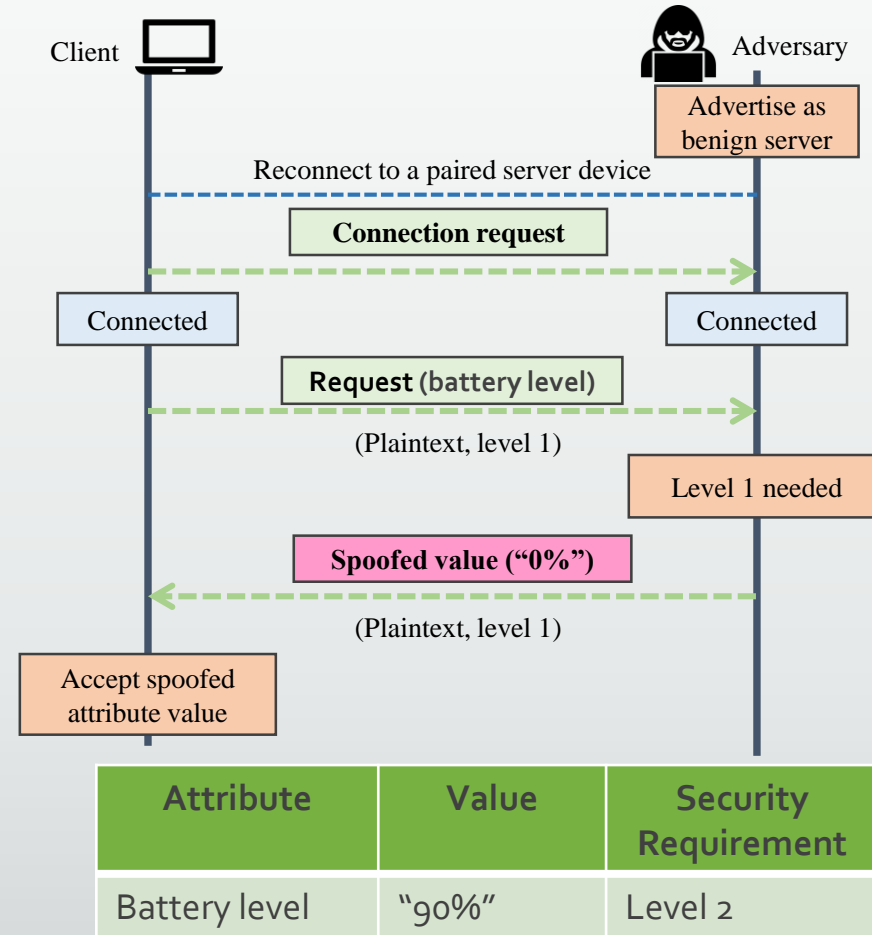 Client
Adversary
Advertise as
benign server
Reconnect to a paired server device
Connection request
Connected
Connected
Request (battery level)
(Plaintext, level 1)
Level 1 needed
Spoofed value (“0%”)
(Plaintext, level 1)
Accept spoofed
attribute value
Attribute
Value
Security
Requirement
Battery level
“90%”
Level 2